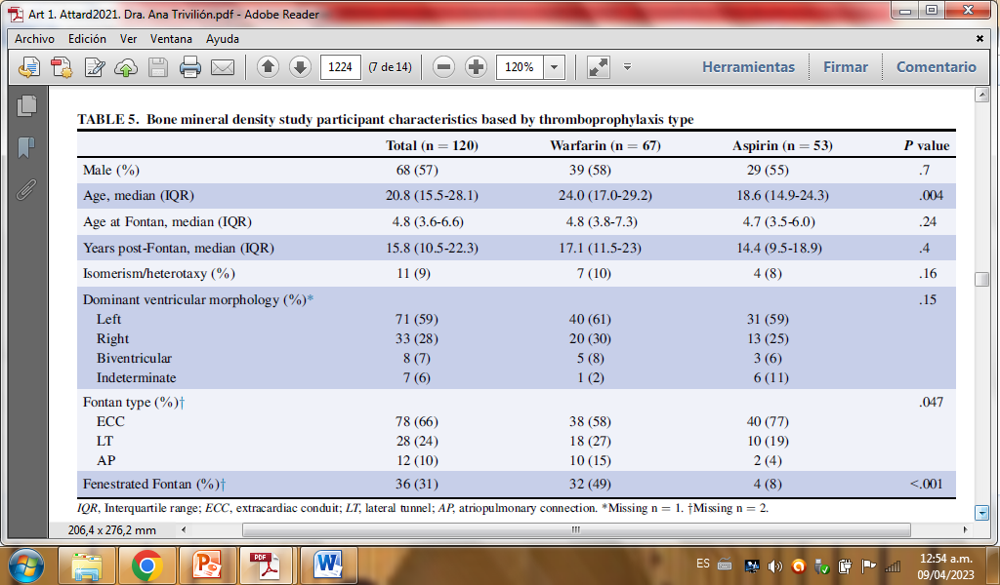 Art 1. Attard2021. Dra. Ana Trivilión.pdf - Adobe Reader
Archivo Edición Ver Ventana Ayuda
1224 (7 de 14) 120% Herramientas Firmar Comentario
TABLE 5. Bone mineral density study participant characteristics based by thromboprophylaxis type
Total (n = 120) Warfarin (n = 67) Aspirin (n = 53) P value
Male (%) 68 (57) 39 (58) 29 (55) .7
Age, median (IQR) 20.8 (15.5-28.1) 24.0 (17.0-29.2) 18.6 (14.9-24.3) .004
Age at Fontan, median (IQR) 4.8 (3.6-6.6) 4.8 (3.8-7.3) 4.7 (3.5-6.0) .24
Years post-Fontan, median (IQR) 15.8 (10.5-22.3) 17.1 (11.5-23) 14.4 (9.5-18.9) .4
Isomerism/heterotaxy (%) 11 (9) 7 (10) 4 (8) .16
Dominant ventricular morphology (%)* .15
Left 71 (59) 40 (61) 31 (59)
Right 33 (28) 20 (30) 13 (25)
Biventricular 8 (7) 5 (8) 3 (6)
Indeterminate 7 (6) 1 (2) 6 (11)
Fontan type (%)† .047
ECC 78 (66) 38 (58) 40 (77)
LT 28 (24) 18 (27) 10 (19)
AP 12 (10) 10 (15) 2 (4)
Fenestrated Fontan (%)† 36 (31) 32 (49) 4 (8) <.001
IQR, Interquartile range; ECC, extracardiac conduit; LT, lateral tunnel; AP, atriopulmonary connection. *Missing n = 1. †Missing n = 2.
206,4 x 276,2 mm
PDF
ES
12:54 a.m.
09/04/2023